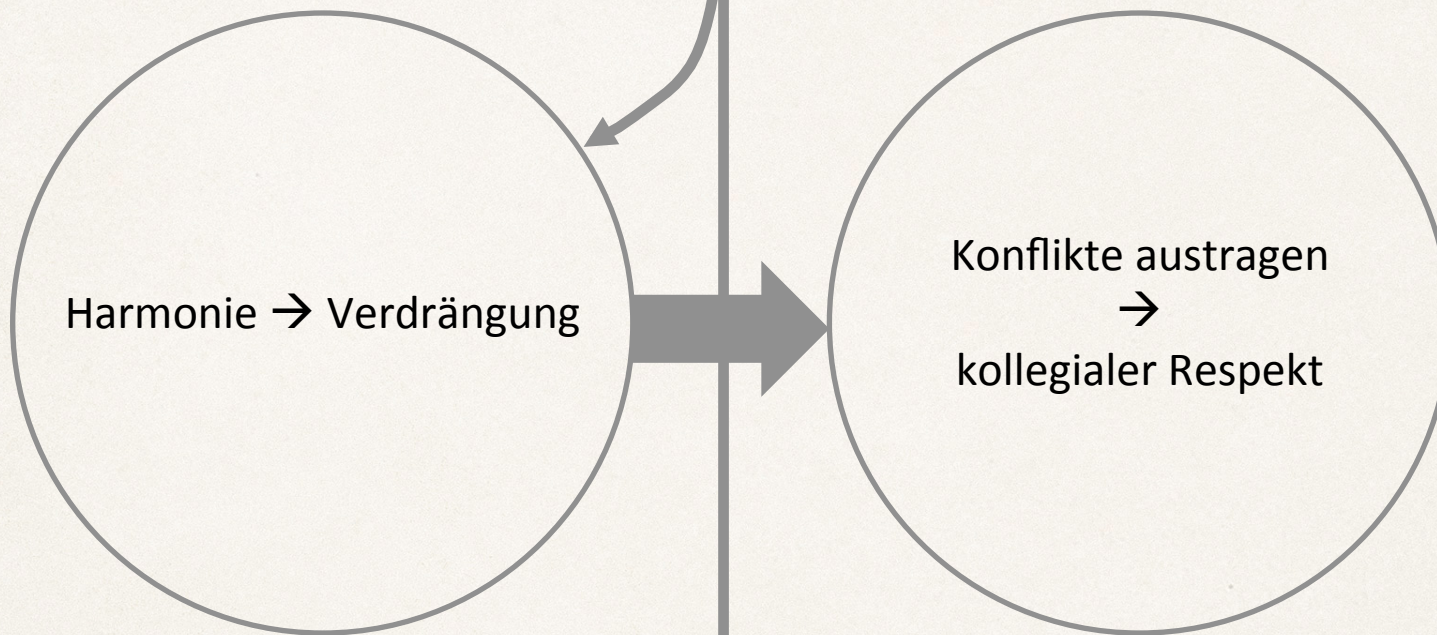 Harmonie → Verdrängung
Konflikte austragen
→
kollegialer Respekt